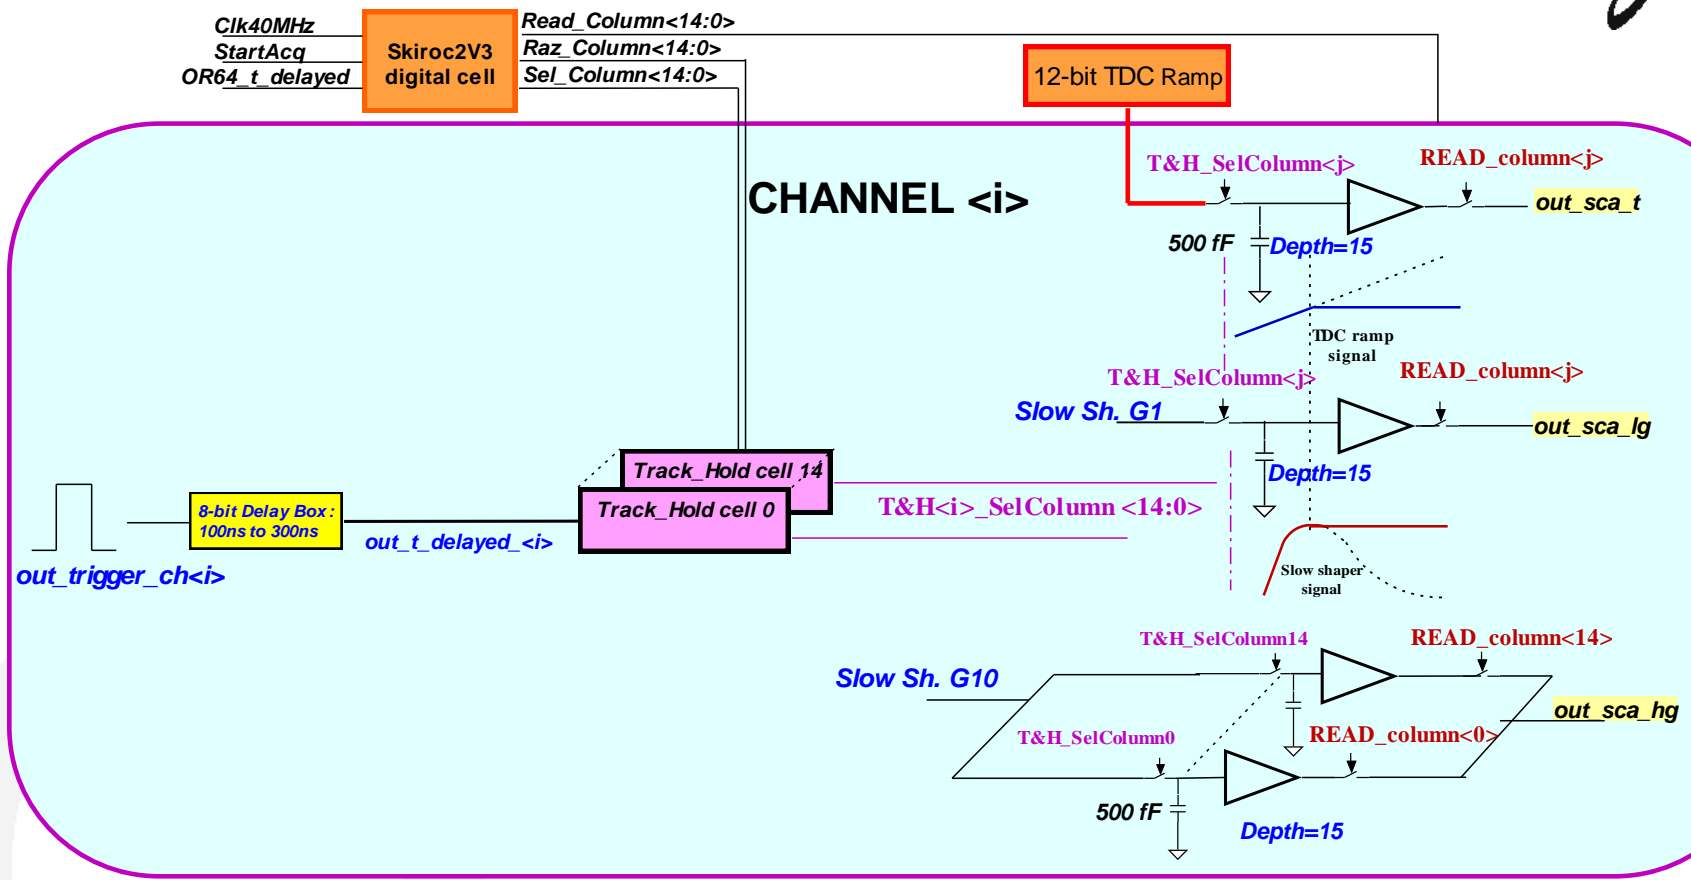 Clk40MHz
StartAcq
OR64_t_delayed
Skiroc2V3
digital cell
Read_Column<14:0>
Raz_Column<14:0>
Sel_Column<14:0>
12-bit TDC Ramp
CHANNEL <i>
T&H_SelColumn<j>
READ_column<j>
out_sca_t
500 fF
Depth=15
TDC ramp
signal
T&H_SelColumn<j>
READ_column<j>
Slow Sh. G1
out_sca_lg
Depth=15
Track_Hold cell 14
Track_Hold cell 0
T&H<i>_SelColumn <14:0>
8-bit Delay Box :
100ns to 300ns
out_t_delayed_<i>
out_trigger_ch<i>
Slow shaper
signal
T&H_SelColumn14
READ_column<14>
Slow Sh. G10
out_sca_hg
T&H_SelColumn0
READ_column<0>
500 fF
Depth=15